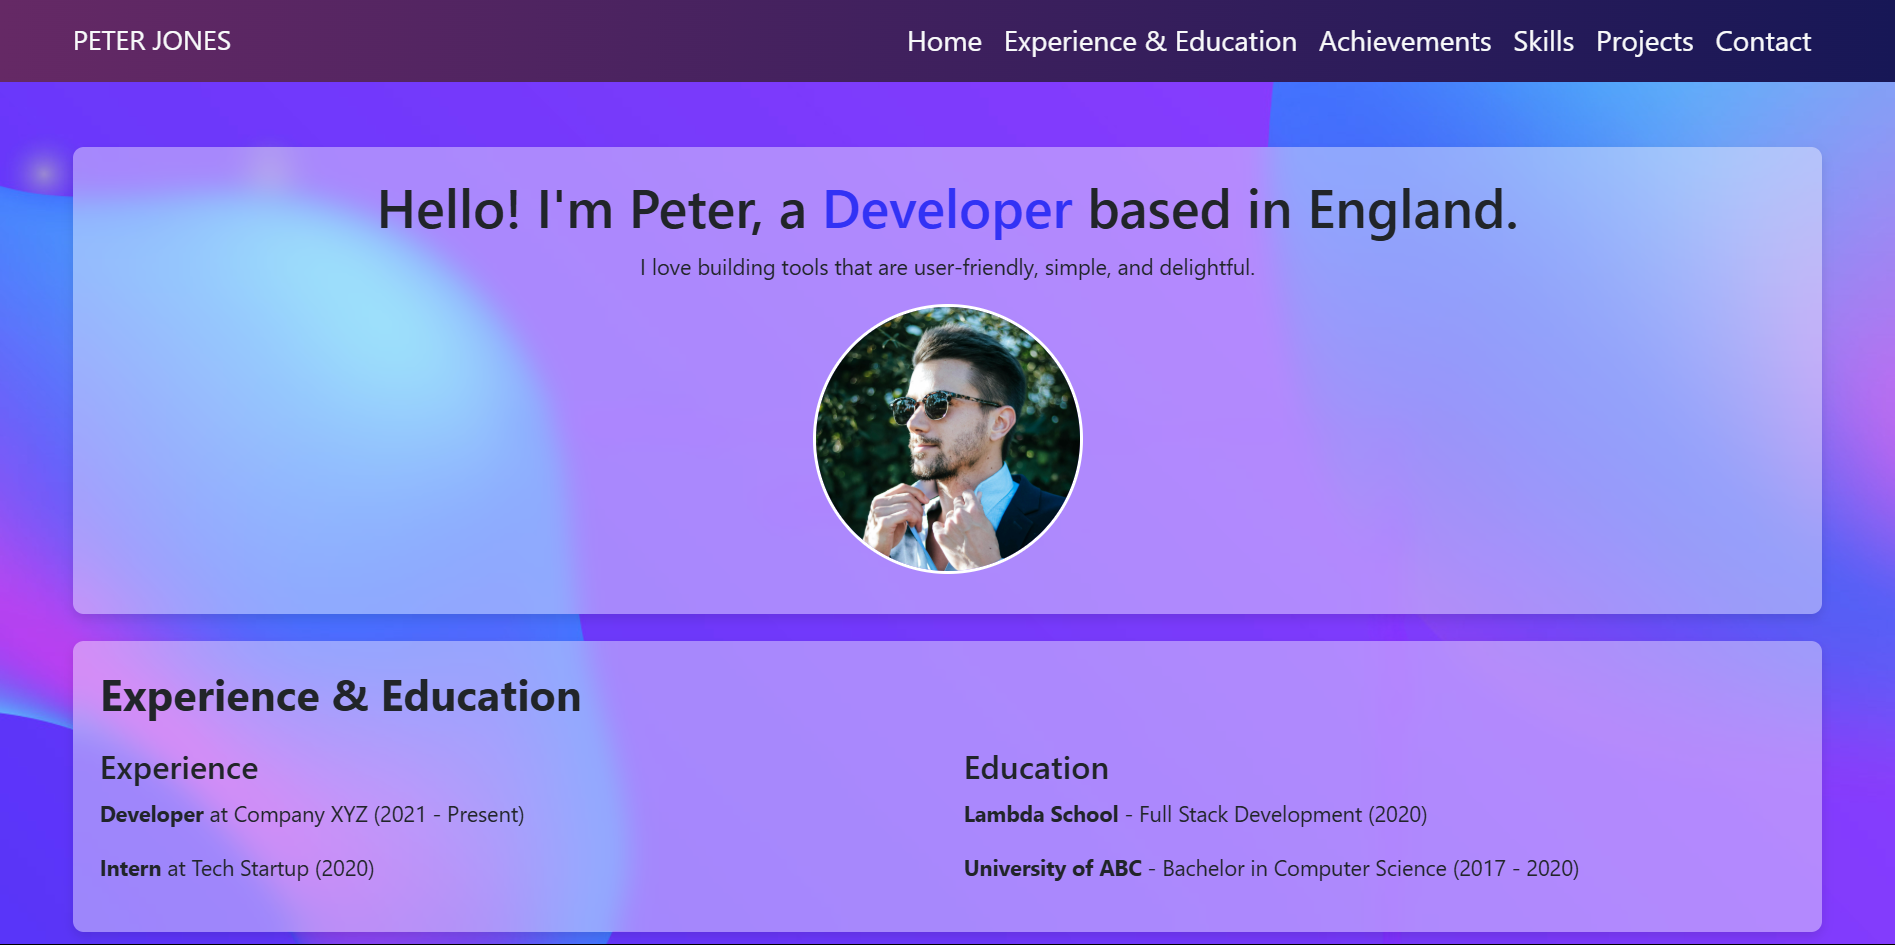 PETER JONES
Home Experience & Education Achievements Skills Projects Contact
Hello! I'm Peter, a Developer based in England.
I love building tools that are user-friendly, simple, and delightful.
Experience & Education
Experience
Developer at Company XYZ (2021 - Present)
Intern at Tech Startup (2020)
Education
Lambda School - Full Stack Development (2020)
University of ABC - Bachelor in Computer Science (2017 - 2020)